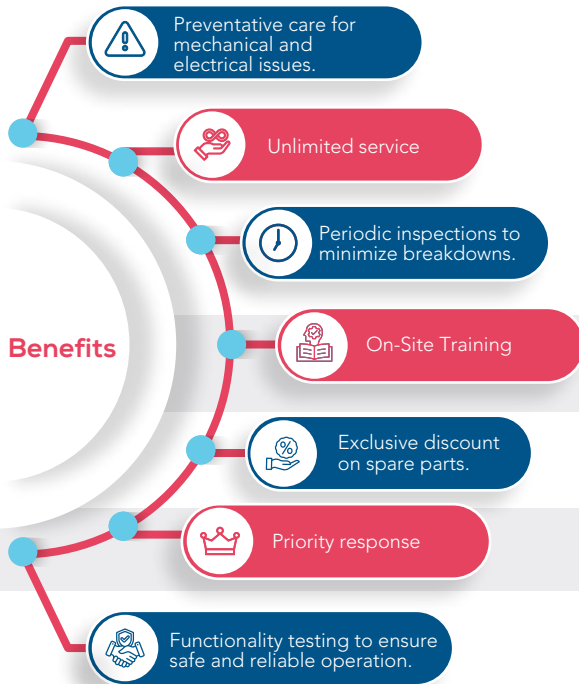 Preventative care for
mechanical and
electrical issues.
Unlimited service
Periodic inspections to
minimize breakdowns.
Benefits
On-Site Training
Exclusive discount
on spare parts.
Priority response
Functionality testing to ensure
safe and reliable operation.